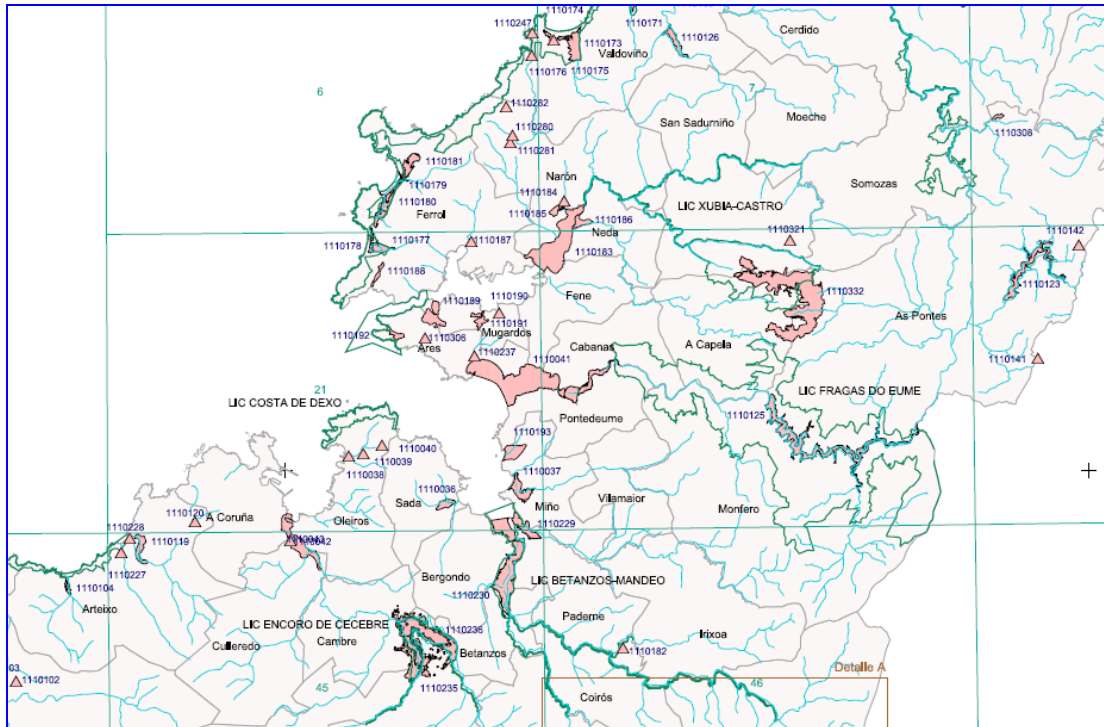 1110174
1110247
1110171
1110126
Cerdido
1110173
Valdoviño
1110176
1110175
6
7
1110282
San Sadurniño
Moeche
1110308
1110280
1110281
1110181
1110179
Narón
1110184
Somozas
1110180
Ferrol
1110185
LIC XUBIA-CASTRO
1110186
Neda
1110321
1110142
1110178
1110177
1110187
1110183
1110188
1110123
1110332
Fene
1110189
1110190
As Pontes
1110191
1110192
Mugardos
1110306
Ares
Cabanas
A Capela
1110237
1110041
1110141
21
LIC COSTA DE DEXO
LIC FRAGAS DO EUME
1110125
Pontedeume
1110193
1110040
1110039
1110038
1110037
1110036
Miño
Vilamaior
Monfero
Sada
1110120
A Coruña
Oleiros
1110229
1110228
1110042
1110119
1110227
Bergondo
LIC BETANZOS-MANDEO
1110104
1110230
Arteixo
Paderne
LIC ENCORO DE CECEBRE
1110236
Irixoa
Cambre
Culleredo
Betanzos
1110182
03
1110102
Detalle A
45
1110235
46
Coirós